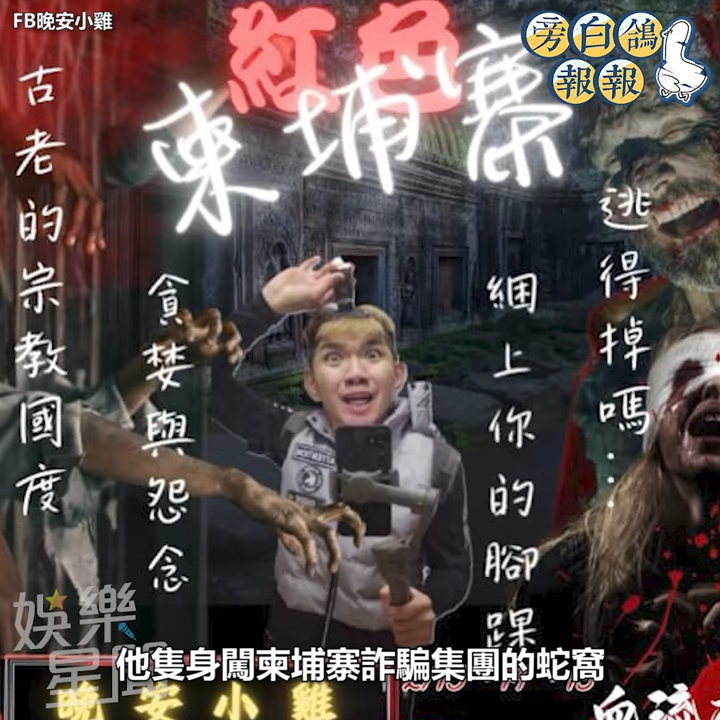 FB晚安小雞
旁白鴿
報報
紅色
柬埔寨
古老的宗教國度
貪婪與怨念
綑上你的腳踝
逃得掉嗎...
娛樂
星
他隻身闖柬埔寨詐騙集團的蛇窩
晚安小雞
血流